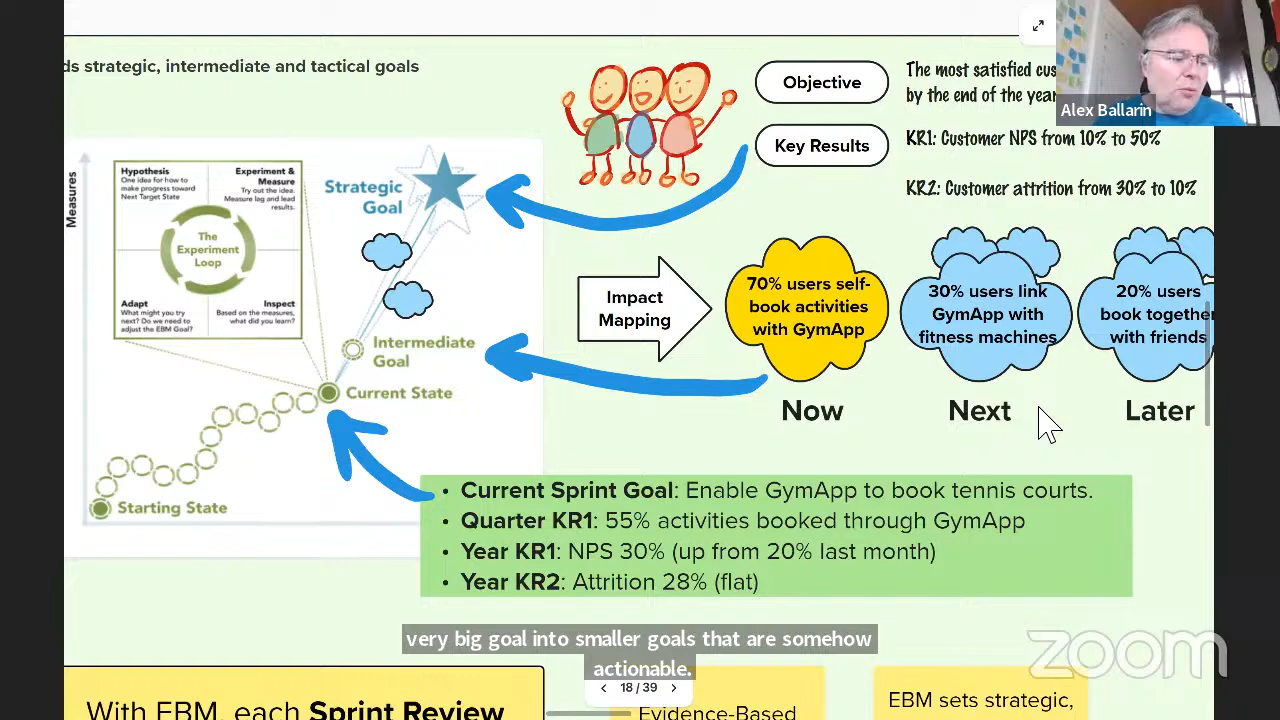 ds strategic, intermediate and tactical goals
Objective
The most satisfied cus
by the end of the year
Alex Ballarin
Key Results
KR1: Customer NPS from 10% to 50%
KR2: Customer attrition from 30% to 10%
Measures
Hypothesis
One idea for how to
make progress toward
Next Target State
Experiment &
Measure
Try out the idea.
Measure lag and lead
results.
The
Experiment
Loop
Adapt
What might you try
next? Do we need to
adjust the EBM Goal?
Inspect
Based on the measures,
what did you learn?
Strategic
Goal
Intermediate
Goal
Current State
Starting State
Impact
Mapping
70% users self-
book activities
with GymApp
30% users link
GymApp with
fitness machines
20% users
book together
with friends
Now
Next
Later
• Current Sprint Goal: Enable GymApp to book tennis courts.
• Quarter KR1: 55% activities booked through GymApp
• Year KR1: NPS 30% (up from 20% last month)
• Year KR2: Attrition 28% (flat)
very big goal into smaller goals that are somehow
actionable.
zoom
18 / 39
With EBM, each Sprint Review
Evidence-Based
EBM sets strategic,